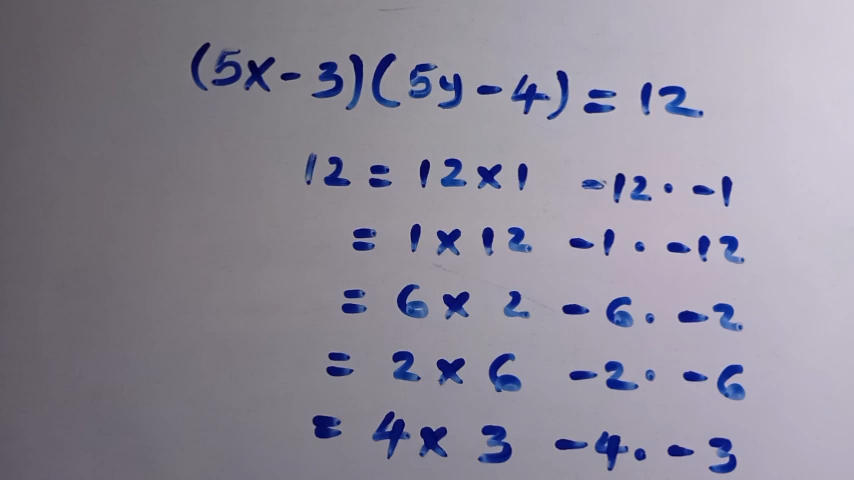 (5x-3)(5y-4)=12
12 = 12×1 -12·-1
= 1×12 -1·-12
= 6×2 -6·-2
= 2×6 -2·-6
= 4×3 -4·-3